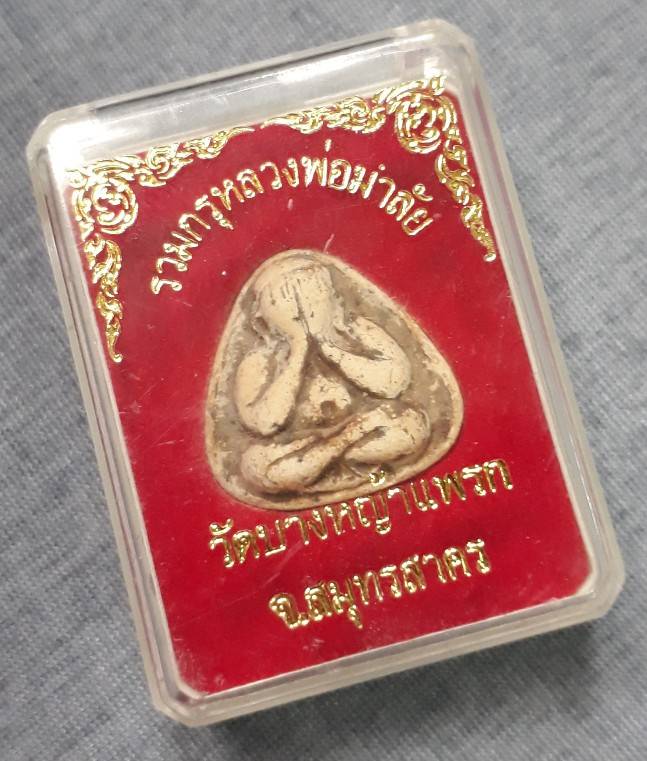 รวมกรุหลวงพ่อมาลัย
วัดบางหญ้าแพรก
จ.สมุทรสาคร